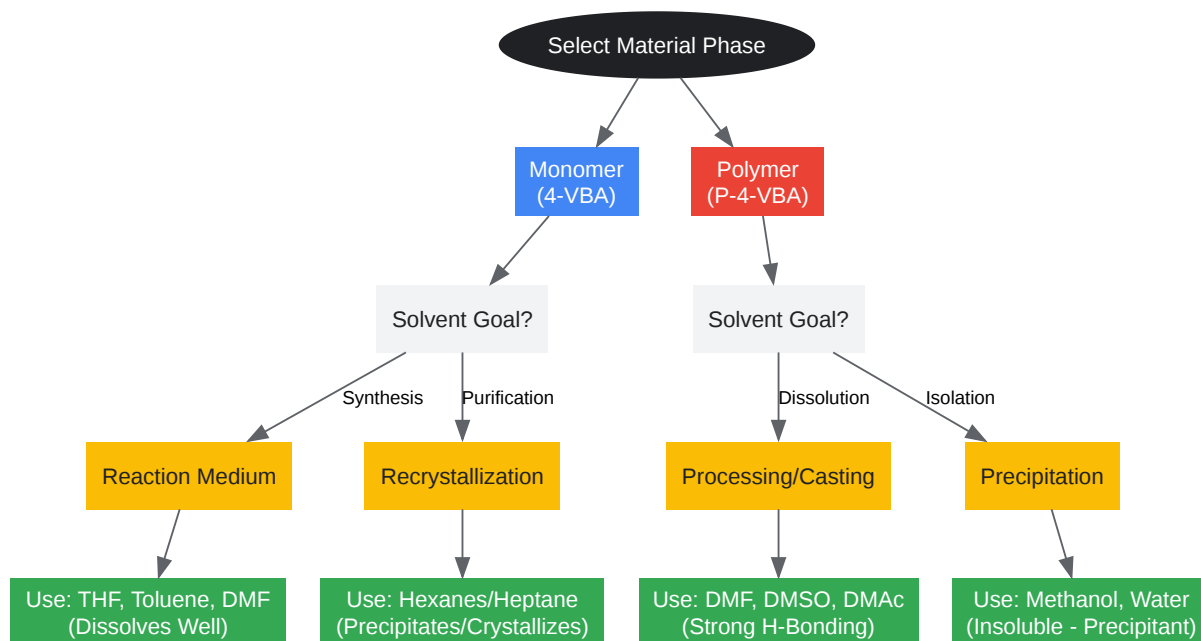 Select Material Phase
Monomer
(4-VBA)
Polymer
(P-4-VBA)
Solvent Goal?
Solvent Goal?
Synthesis
Purification
Dissolution
Isolation
Reaction Medium
Recrystallization
Processing/Casting
Precipitation
Use: THF, Toluene, DMF
(Dissolves Well)
Use: Hexanes/Heptane
(Precipitates/Crystallizes)
Use: DMF, DMSO, DMAc
(Strong H-Bonding)
Use: Methanol, Water
(Insoluble - Precipitant)